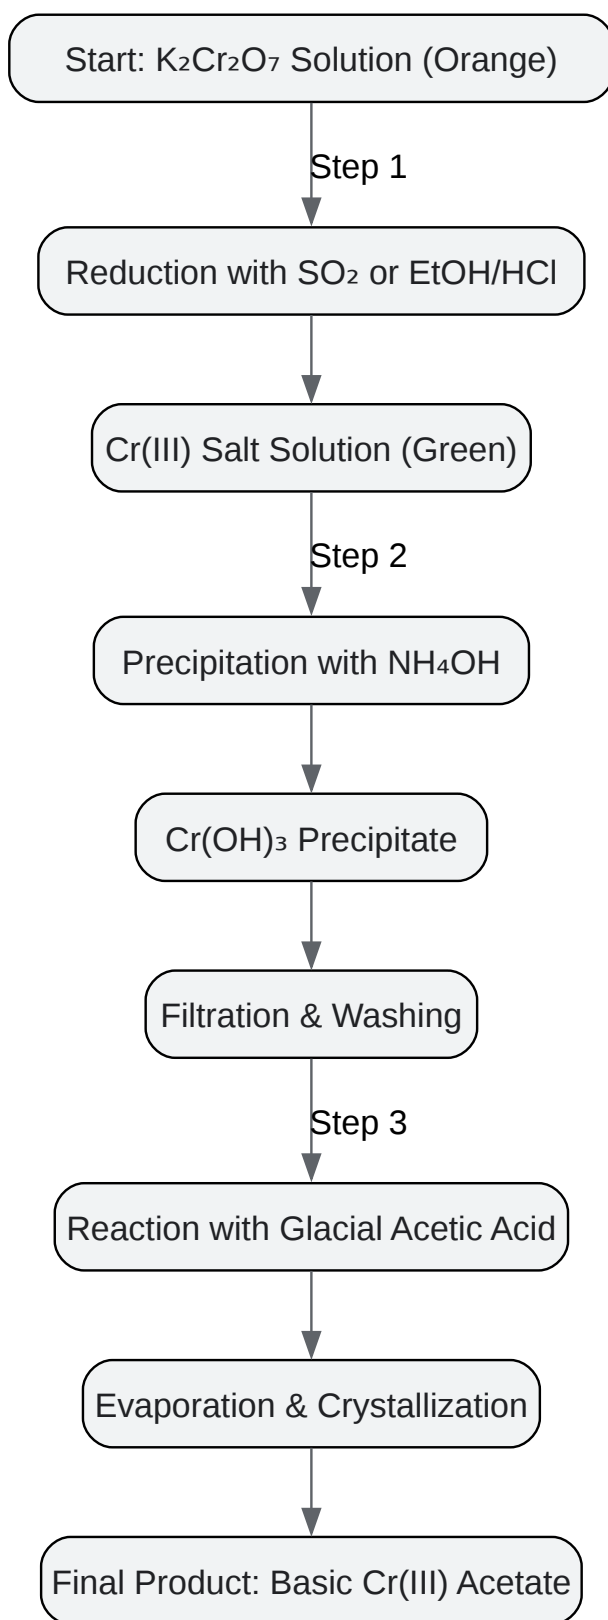 Start: K₂Cr₂O₇ Solution (Orange)
Step 1
Reduction with SO₂ or EtOH/HCl
Cr(III) Salt Solution (Green)
Step 2
Precipitation with NH₄OH
Cr(OH)₃ Precipitate
Filtration & Washing
Step 3
Reaction with Glacial Acetic Acid
Evaporation & Crystallization
Final Product: Basic Cr(III) Acetate